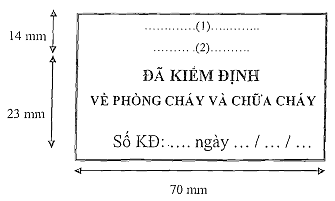 ..............(1)..............
14 mm
.......... .(2)...........
ĐÃ KIỂM ĐỊNH
VỀ PHÒNG CHÁY VÀ CHỮA CHÁY
23 mm
Số KĐ: .... ngày ... / ... / ...
70 mm